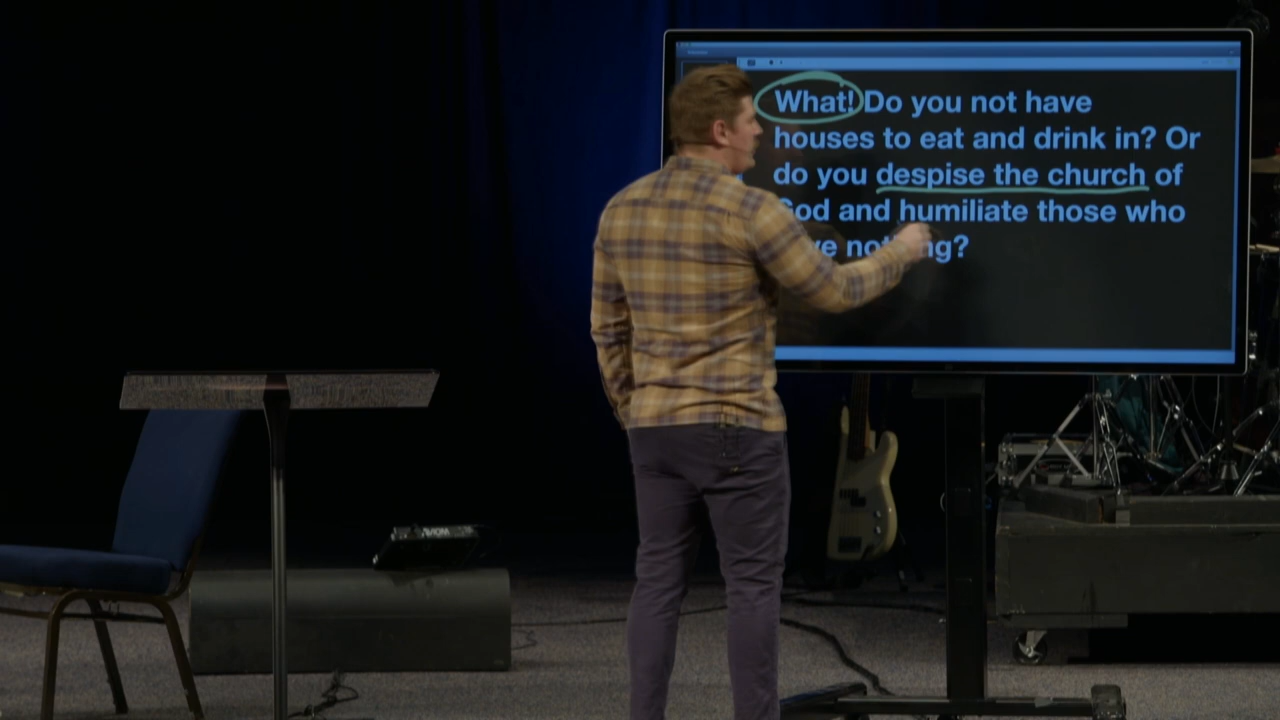 What! Do you not have
houses to eat and drink in? Or
do you despise the church of
God and humiliate those who